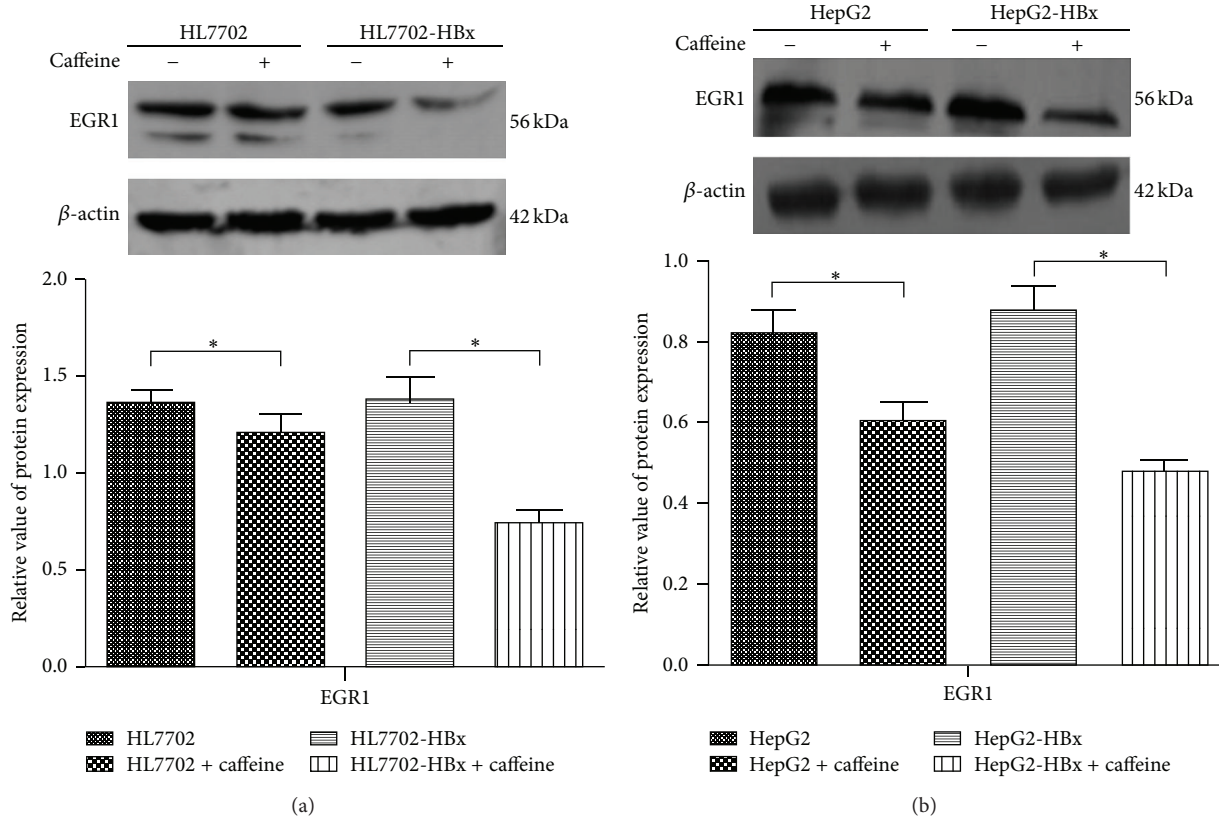 HL7702 HL7702-HBx
Caffeine − + − +
EGR1 56 kDa
β-actin 42 kDa
Relative value of protein expression
2.0
1.5
1.0
0.5
0.0
* *
EGR1
HL7702 HL7702-HBx
HL7702 + caffeine HL7702-HBx + caffeine
(a)
HepG2 HepG2-HBx
Caffeine − + − +
EGR1 56 kDa
β-actin 42 kDa
Relative value of protein expression
1.0
0.8
0.6
0.4
0.2
0.0
* *
EGR1
HepG2 HepG2-HBx
HepG2 + caffeine HepG2-HBx + caffeine
(b)